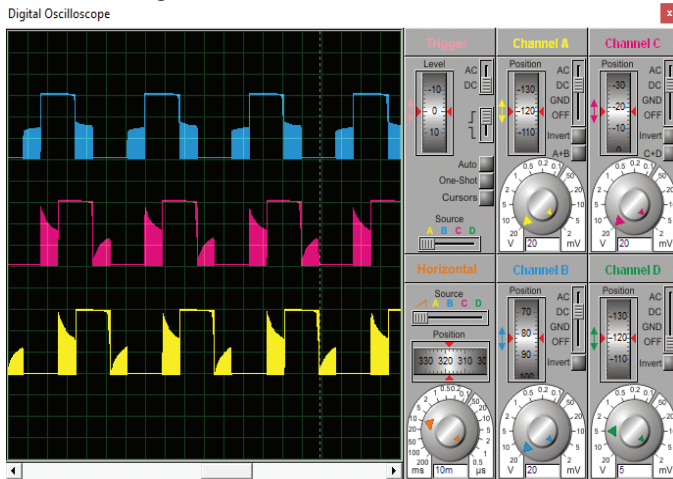 Digital Oscilloscope
x
Trigger
Channel A
Channel C
Level
AC
DC
-10
0
10
Auto
One-Shot
Cursors
Source
A B C D
Position
AC
DC
GND
OFF
Invert
A+B
-130
-120
-110
V 20 mV
Position
AC
DC
GND
OFF
Invert
C+D
-30
-20
-10
0
V 20 mV
Horizontal
Channel B
Channel D
Source
A B C D
Position
330 320 310 30
ms 10m µs
Position
AC
DC
GND
OFF
Invert
70
80
90
100
V 20 mV
Position
AC
DC
GND
OFF
Invert
-130
-120
-110
V 5 mV